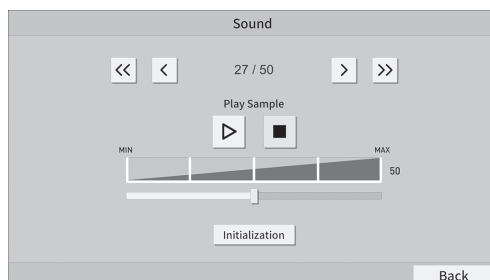 Sound
<< < 27 / 50 > >>
Play Sample
MIN MAX
50
Initialization
Back